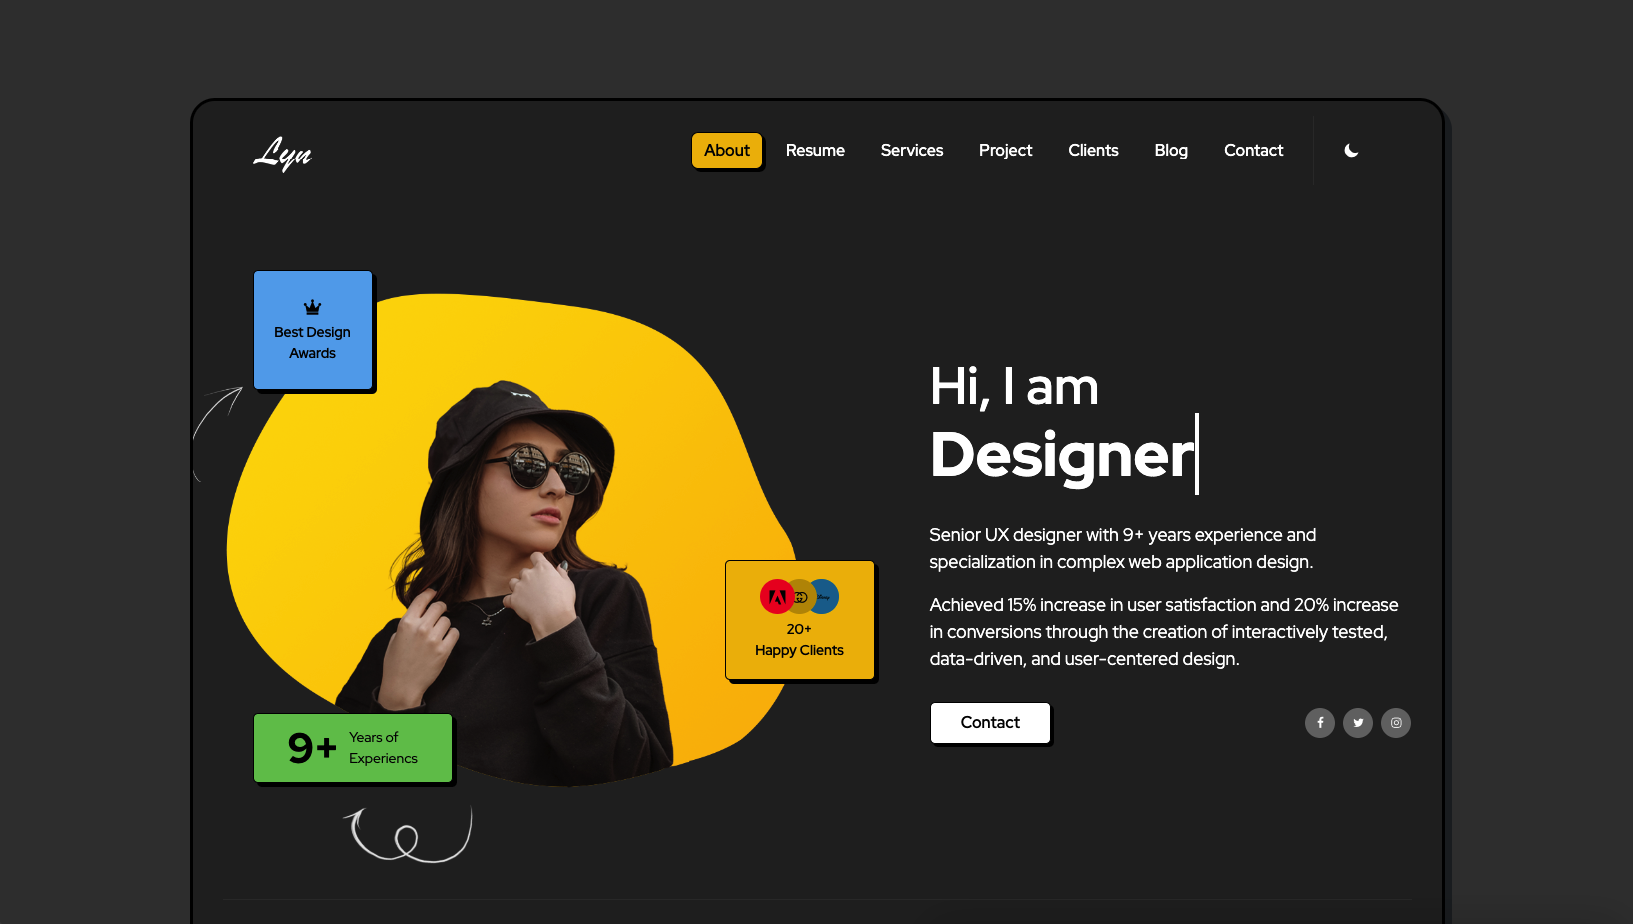 Lyn
About Resume Services Project Clients Blog Contact
Best Design
Awards
Hi, I am
Designer
Senior UX designer with 9+ years experience and
specialization in complex web application design.
Achieved 15% increase in user satisfaction and 20% increase
in conversions through the creation of interactively tested,
data-driven, and user-centered design.
20+
Happy Clients
Contact
9+ Years of
Experiencs